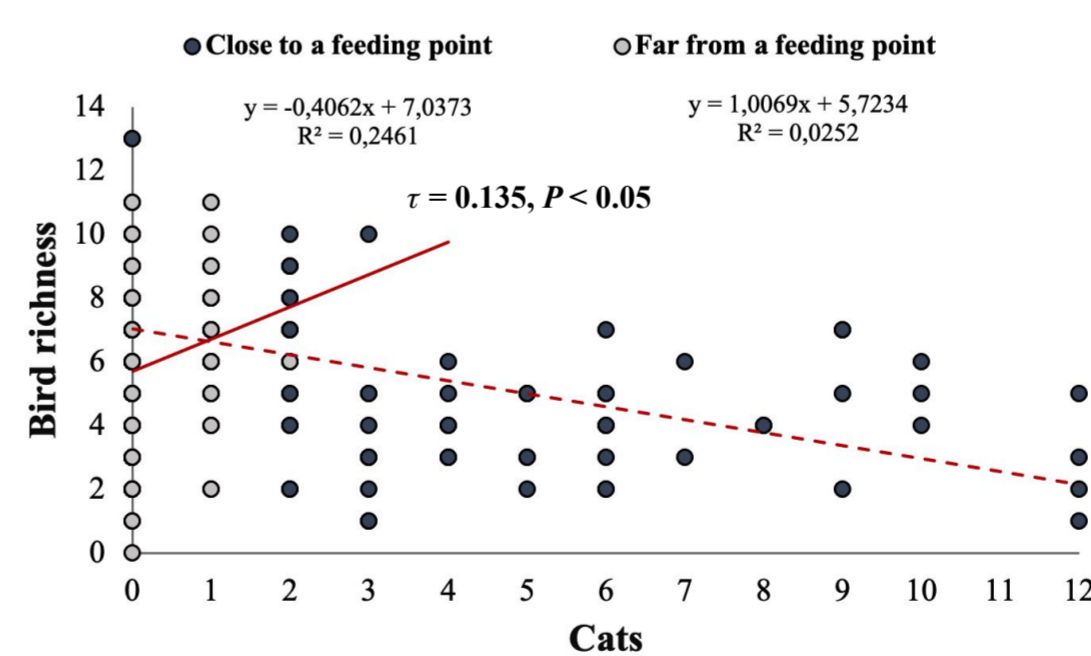 Close to a feeding point
Far from a feeding point
y = -0,4062x + 7,0373
R² = 0,2461
y = 1,0069x + 5,7234
R² = 0,0252
τ = 0.135, P < 0.05
Bird richness
14
12
10
8
6
4
2
0
0 1 2 3 4 5 6 7 8 9 10 11 12
Cats